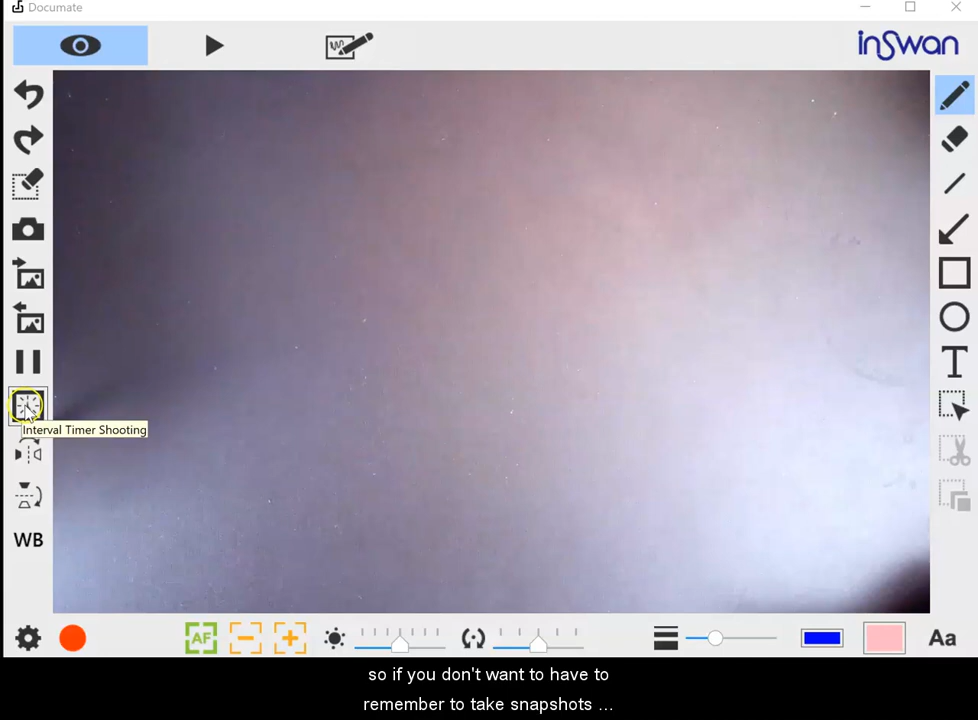 Documate
inSwan
Interval Timer Shooting
WB
AF
T
Aa
so if you don't want to have to
remember to take snapshots ...